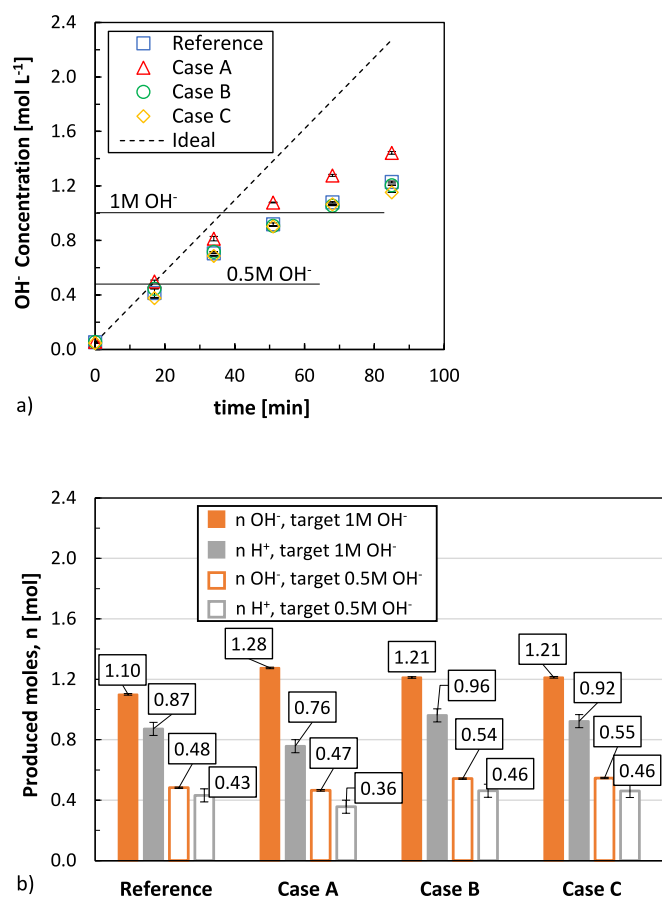 2.4
2.0
1.6
1.2
0.8
0.4
0.0
OH⁻ Concentration [mol L⁻¹]
Reference
Case A
Case B
Case C
Ideal
1M OH⁻
0.5M OH⁻
0 20 40 60 80 100
time [min]
a)
2.4
2.0
1.6
1.2
0.8
0.4
0.0
Produced moles, n [mol]
n OH⁻, target 1M OH⁻
n H⁺, target 1M OH⁻
n OH⁻, target 0.5M OH⁻
n H⁺, target 0.5M OH⁻
1.10 0.87 0.48 0.43
1.28 0.76 0.47 0.36
1.21 0.96 0.54 0.46
1.21 0.92 0.55 0.46
Reference Case A Case B Case C
b)